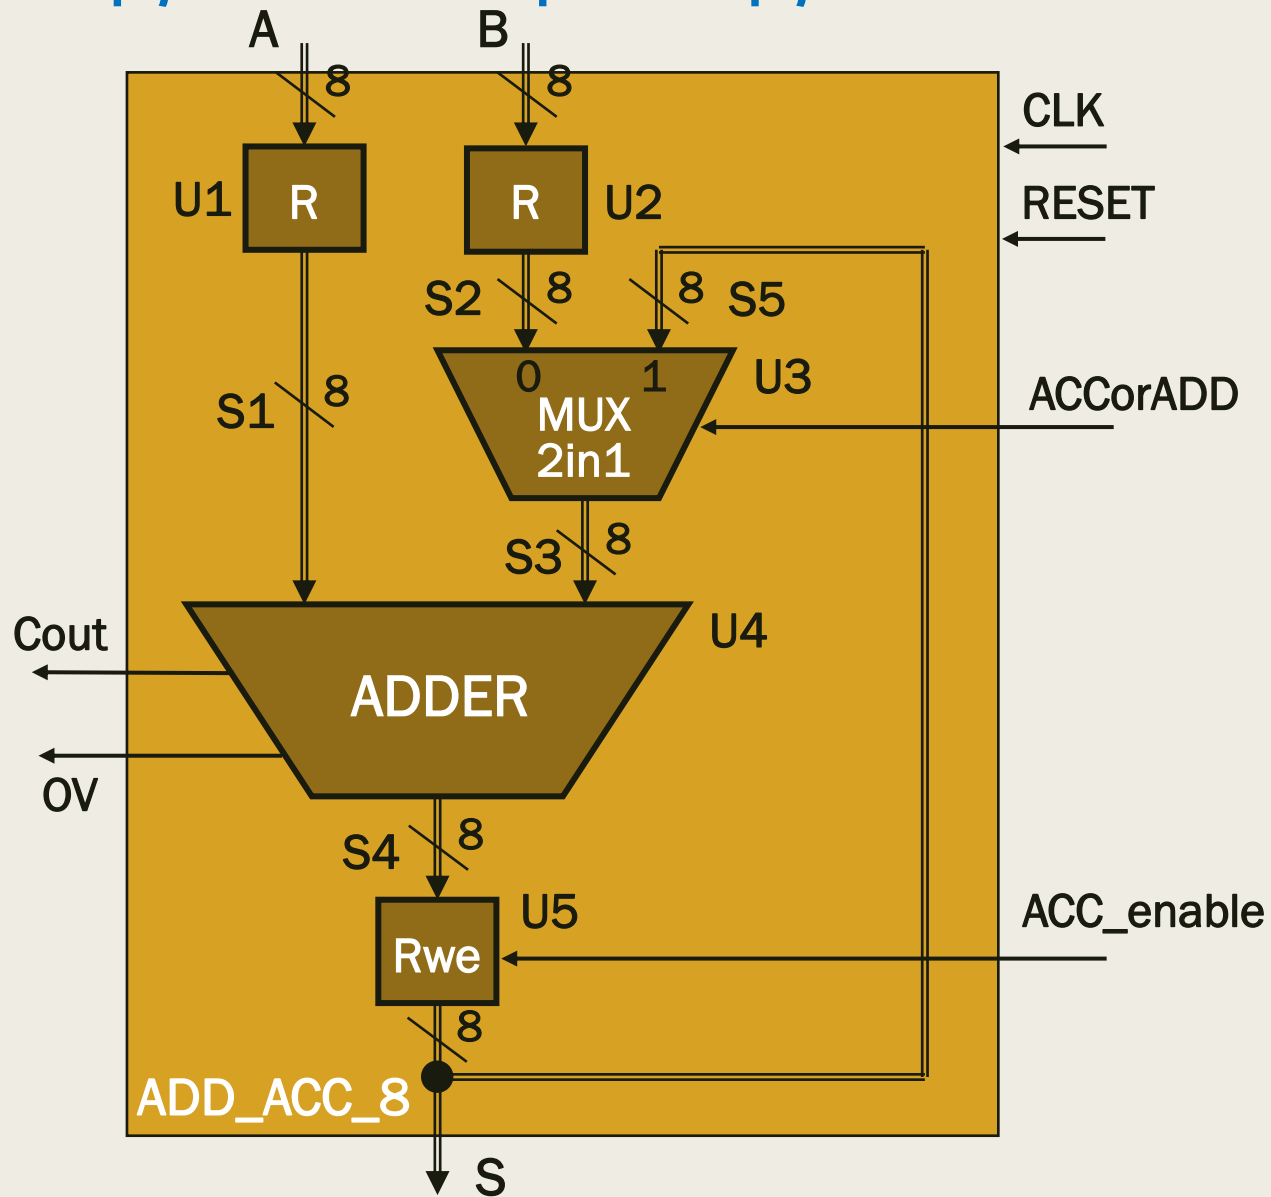 A
B
8
8
CLK
U1
R
R
U2
RESET
S2
8
8
S5
0
1
U3
S1
8
MUX
2in1
ACCorADD
S3
8
Cout
U4
ADDER
OV
S4
8
U5
Rwe
ACC_enable
8
ADD_ACC_8
S